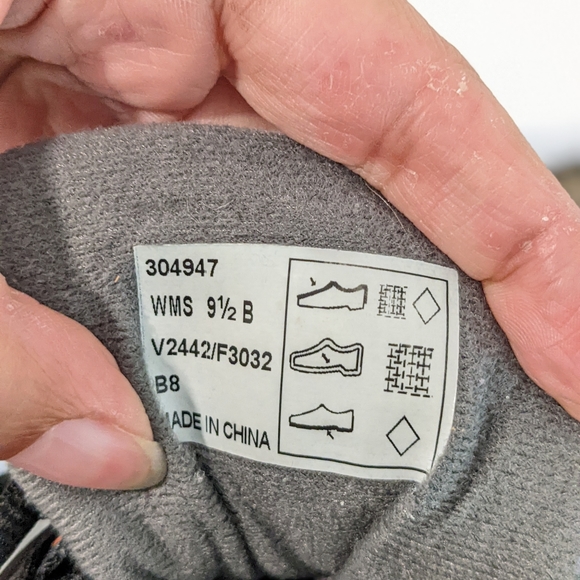 304947
WMS 9½ B
V2442/F3032
B8
MADE IN CHINA